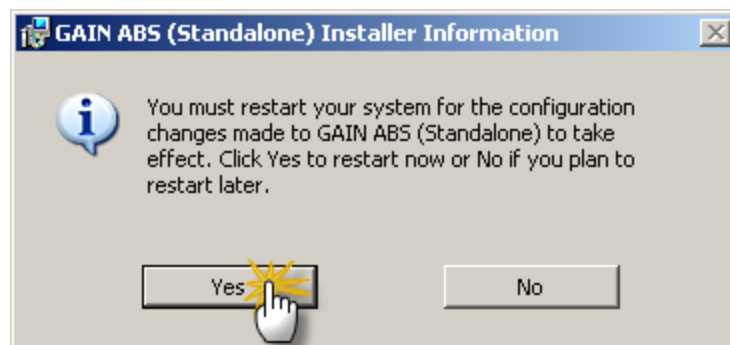 GAIN ABS (Standalone) Installer Information
You must restart your system for the configuration
changes made to GAIN ABS (Standalone) to take
effect. Click Yes to restart now or No if you plan to
restart later.
Yes No